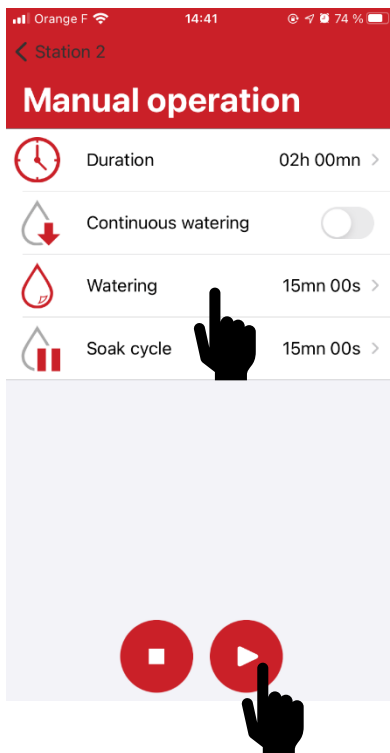 Orange F 14:41 74 %
Station 2
Manual operation
Duration 02h 00mn
Continuous watering
Watering 15mn 00s
Soak cycle 15mn 00s